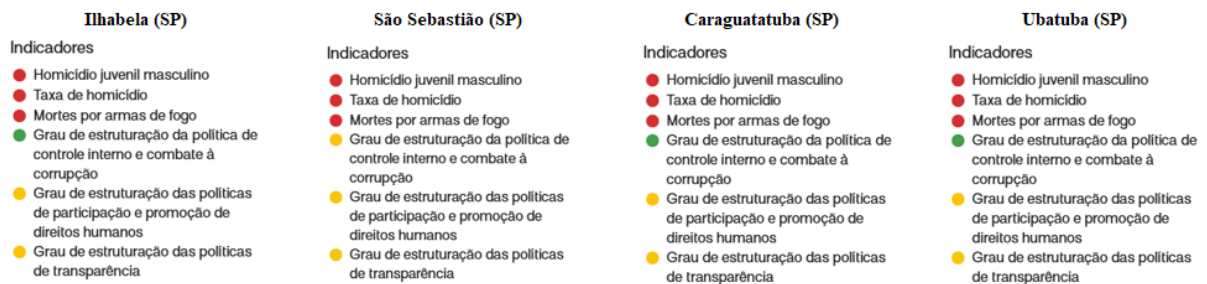 Ilhabela (SP)
Indicadores
Homicídio juvenil masculino
Taxa de homicídio
Mortes por armas de fogo
Grau de estruturação da política de
controle interno e combate à
corrupção
Grau de estruturação das políticas
de participação e promoção de
direitos humanos
Grau de estruturação das políticas
de transparência
São Sebastião (SP)
Indicadores
Homicídio juvenil masculino
Taxa de homicídio
Mortes por armas de fogo
Grau de estruturação da política de
controle interno e combate à
corrupção
Grau de estruturação das políticas
de participação e promoção de
direitos humanos
Grau de estruturação das políticas
de transparência
Caraguatatuba (SP)
Indicadores
Homicídio juvenil masculino
Taxa de homicídio
Mortes por armas de fogo
Grau de estruturação da política de
controle interno e combate à
corrupção
Grau de estruturação das políticas
de participação e promoção de
direitos humanos
Grau de estruturação das políticas
de transparência
Ubatuba (SP)
Indicadores
Homicídio juvenil masculino
Taxa de homicídio
Mortes por armas de fogo
Grau de estruturação da política de
controle interno e combate à
corrupção
Grau de estruturação das políticas
de participação e promoção de
direitos humanos
Grau de estruturação das políticas
de transparência